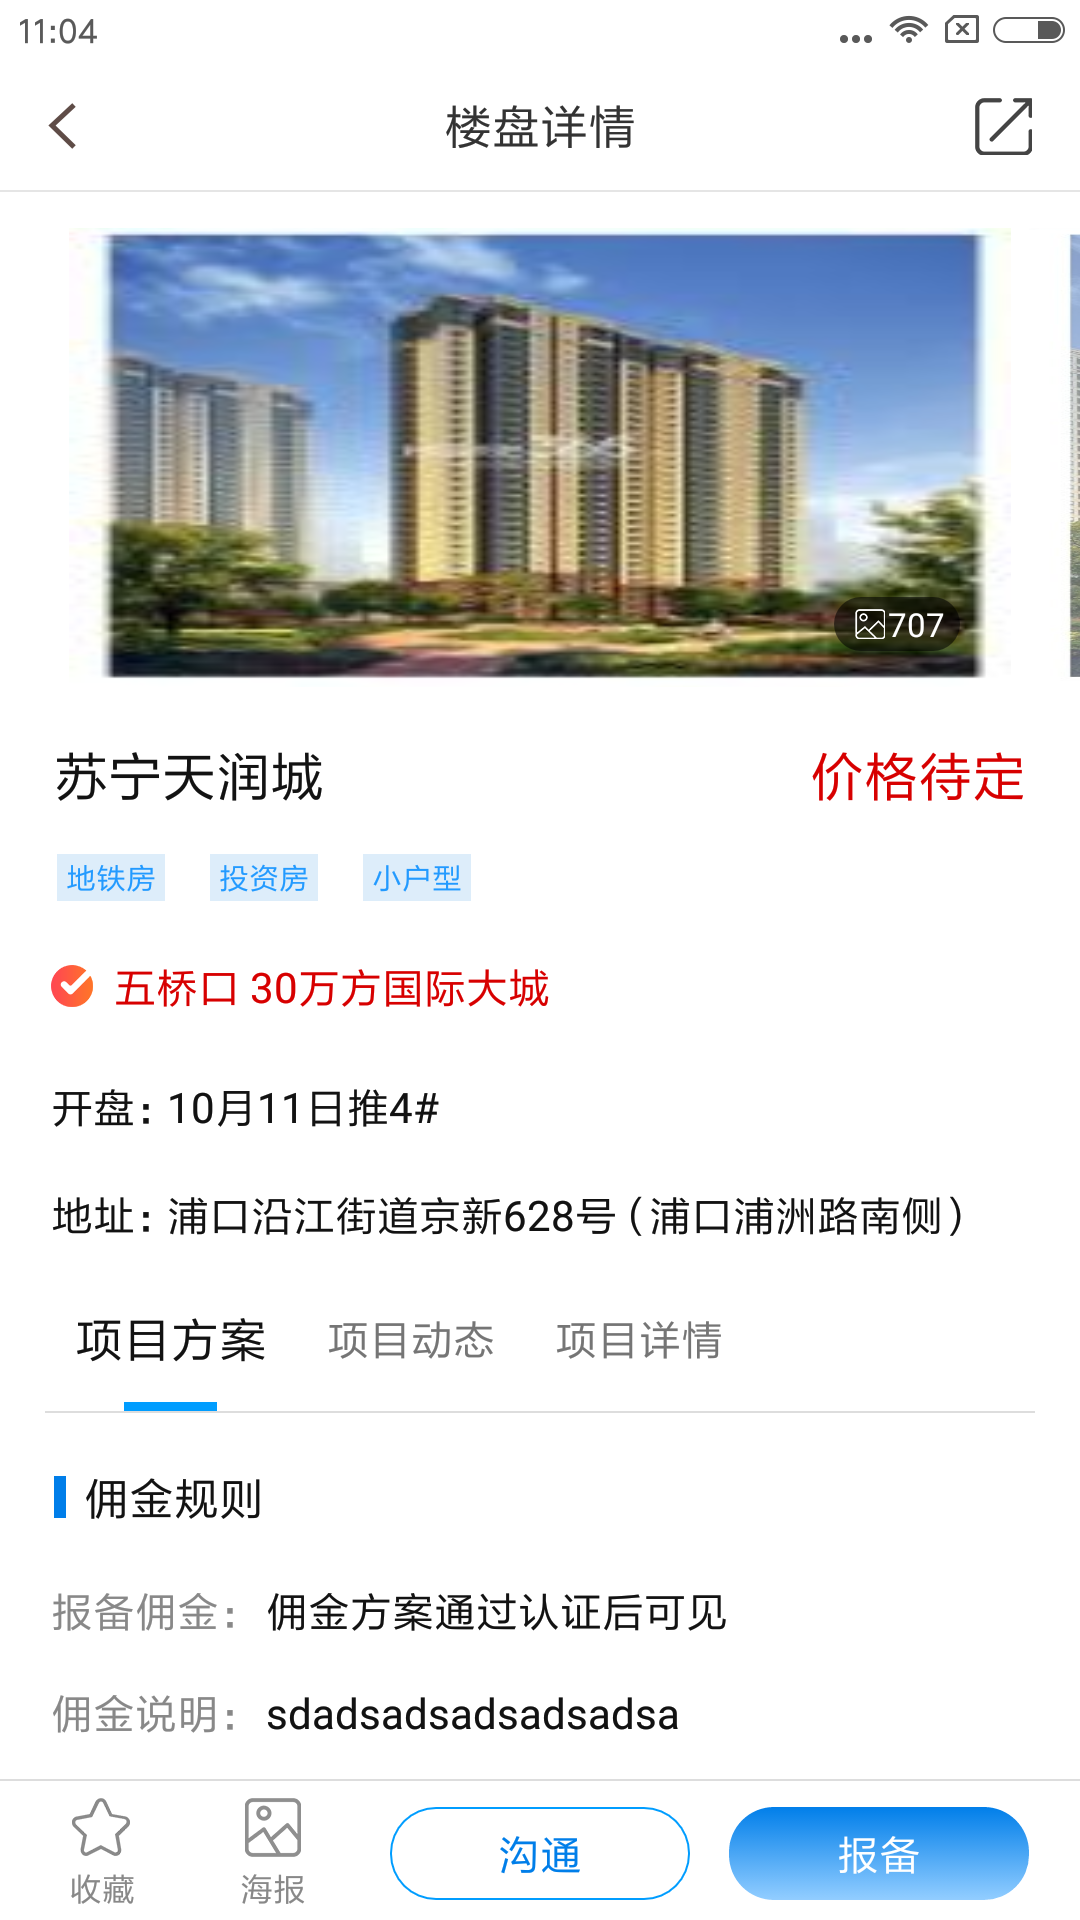 11:04
楼盘详情
707
苏宁天润城
价格待定
地铁房 投资房 小户型
五桥口 30万方国际大城
开盘：10月11日推4#
地址：浦口沿江街道京新628号（浦口浦洲路南侧）
项目方案 项目动态 项目详情
佣金规则
报备佣金： 佣金方案通过认证后可见
佣金说明： sdadsadsadsadsadsa
收藏 海报 沟通 报备